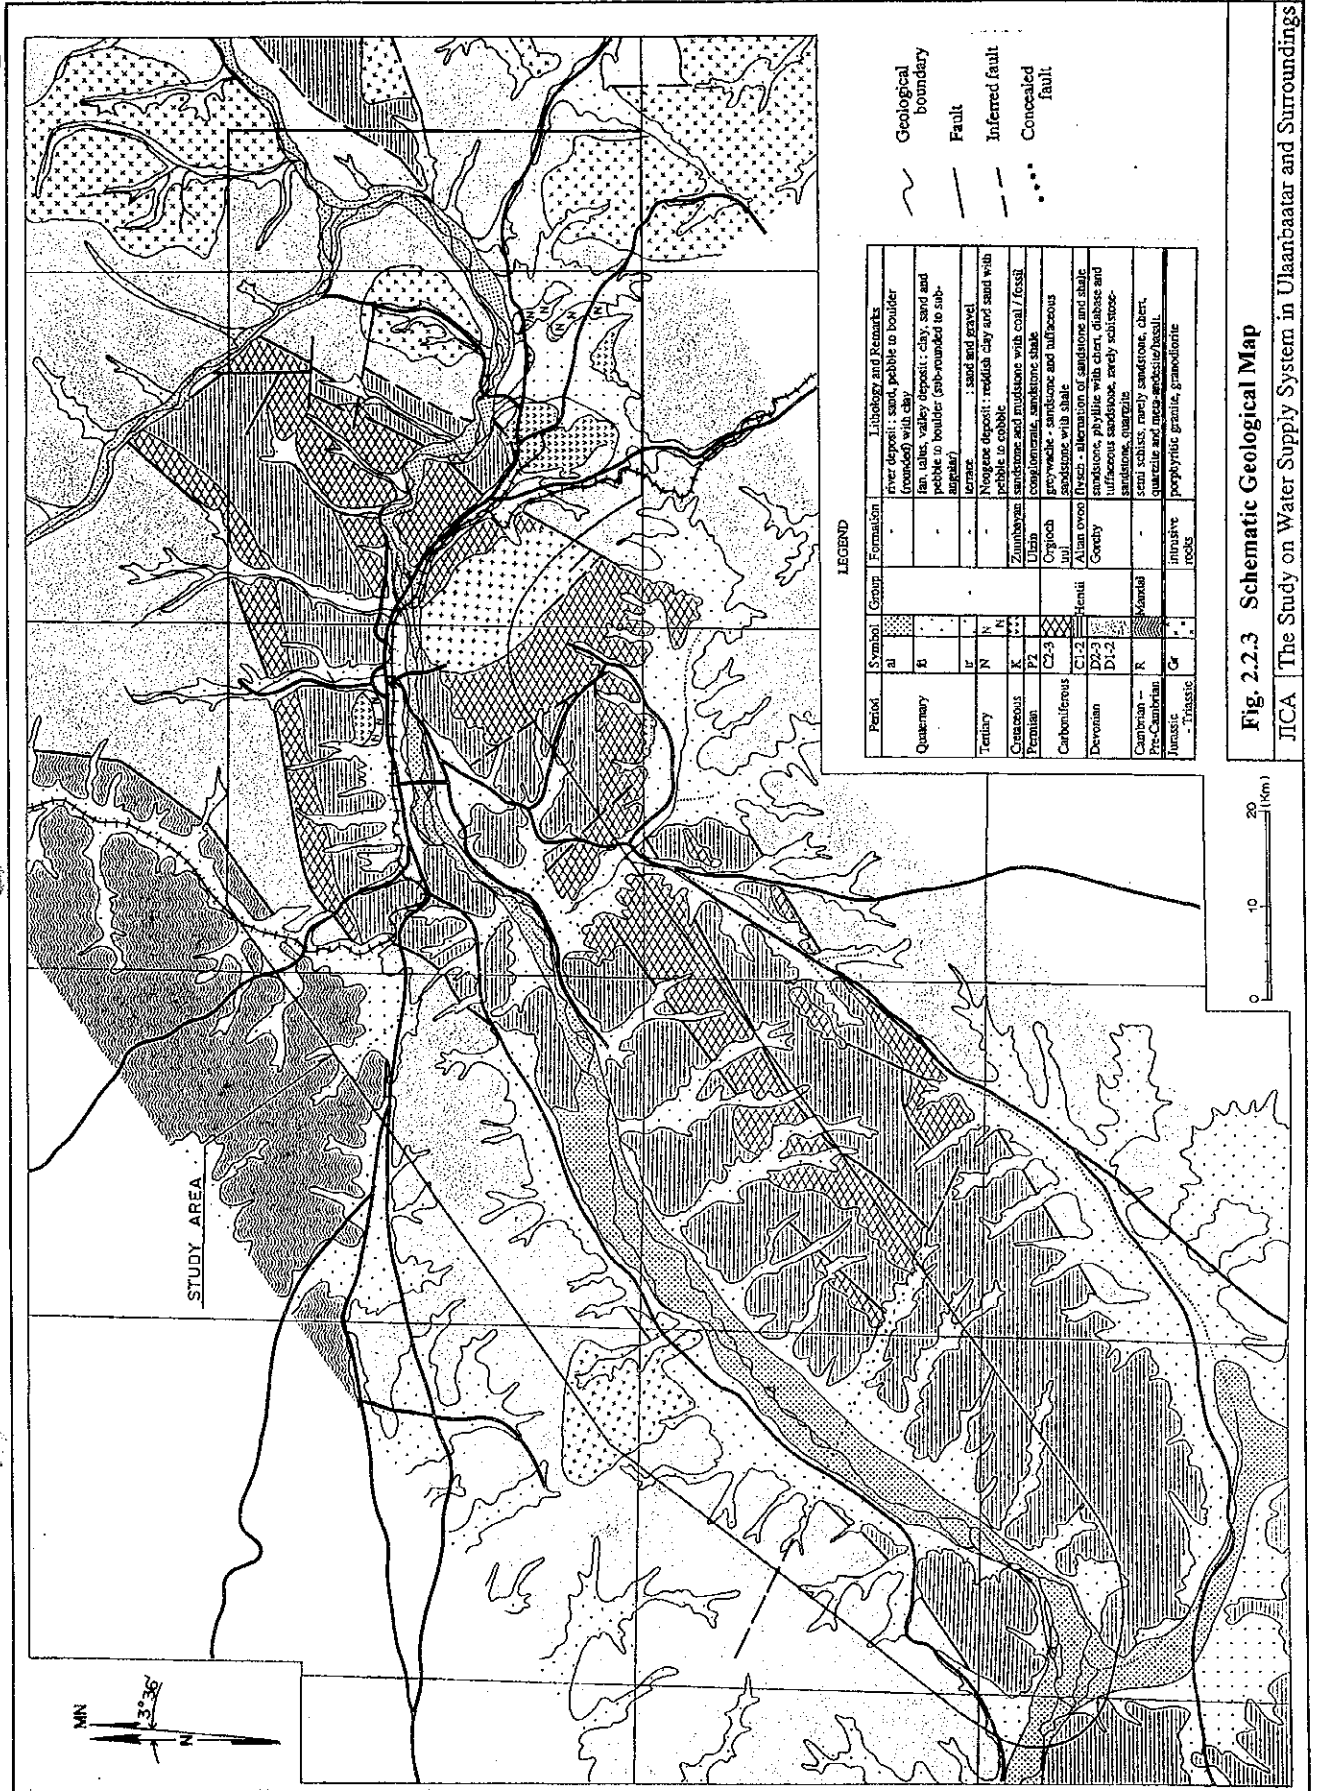 MN
3°36'
N
STUDY AREA
N
N
N
N
N
N
N
Geological
boundary
Fault
Inferred fault
Concealed
fault
LEGEND
Period Symbol Group Formation Lithology and Remarks
Quaternary al - river deposit : sand, pebble to boulder
(rounded) with clay
fl - fan, talus, valley deposit : clay, sand and
pebble to boulder (sub-rounded to sub-
angular)
tr - - terrace : sand and gravel
Tertiary N N N - Neogene deposit : reddish clay and sand with
pebble to cobble
Cretaceous K Zuunbayan sandstone and mudstone with coal / fossil
Permian P2 conglomerate, sandstone shale
Carboniferous C2-3 Hentii Orgioch
uul greywache - sandstone and tuffaceous
sandstone with shale
C1-2 Altan ovoo flysch - alternation of sandstone and shale
Devonian D2-3
D1-2 Gorchy sandstone, phyllite with chert, diabase and
tuffaceous sandstone, rarely schistose-
sandstone, quartzite
Cambrian -
Pre-Cambrian R Mandal - semi schists, rarely sandstone, chert,
quartzite and meta-andesite/basalt.
Jurassic
- Triassic Gr intrusive
rocks porphyritic granite, granodiorite
0 10 20
(Km)
Fig. 2.2.3 Schematic Geological Map
JICA The Study on Water Supply System in Ulaanbaatar and Surroundings